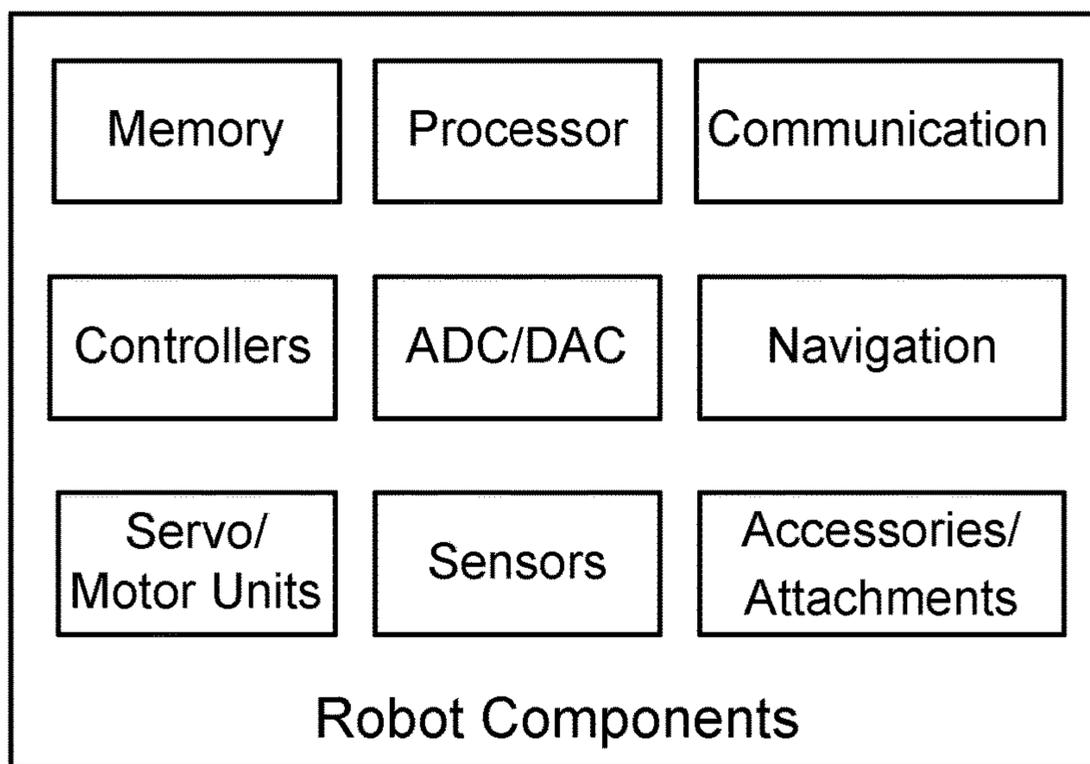 Memory
Processor
Communication
Controllers
ADC/DAC
Navigation
Servo/
Motor Units
Sensors
Accessories/
Attachments
Robot Components